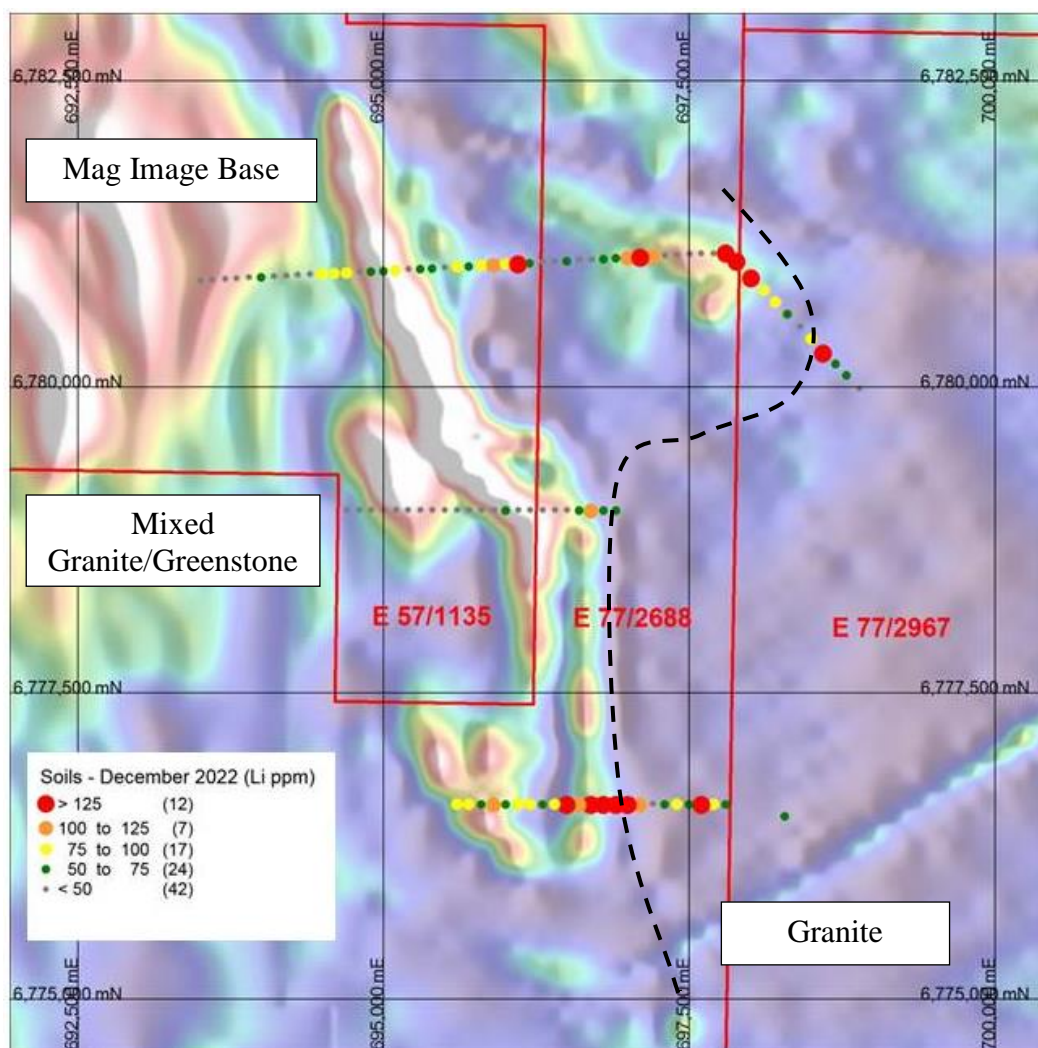 692,500 mE
695,000 mE
697,500 mE
700,000 mE
6,782,500 mN
6,782,500 mN
Mag Image Base
6,780,000 mN
6,780,000 mN
Mixed
Granite/Greenstone
E 57/1135
E 77/2688
E 77/2967
6,777,500 mN
6,777,500 mN
Soils - December 2022 (Li ppm)
> 125 (12)
100 to 125 (7)
75 to 100 (17)
50 to 75 (24)
< 50 (42)
Granite
6,775,000 mN
6,775,000 mN
692,500 mE
695,000 mE
697,500 mE
700,000 mE